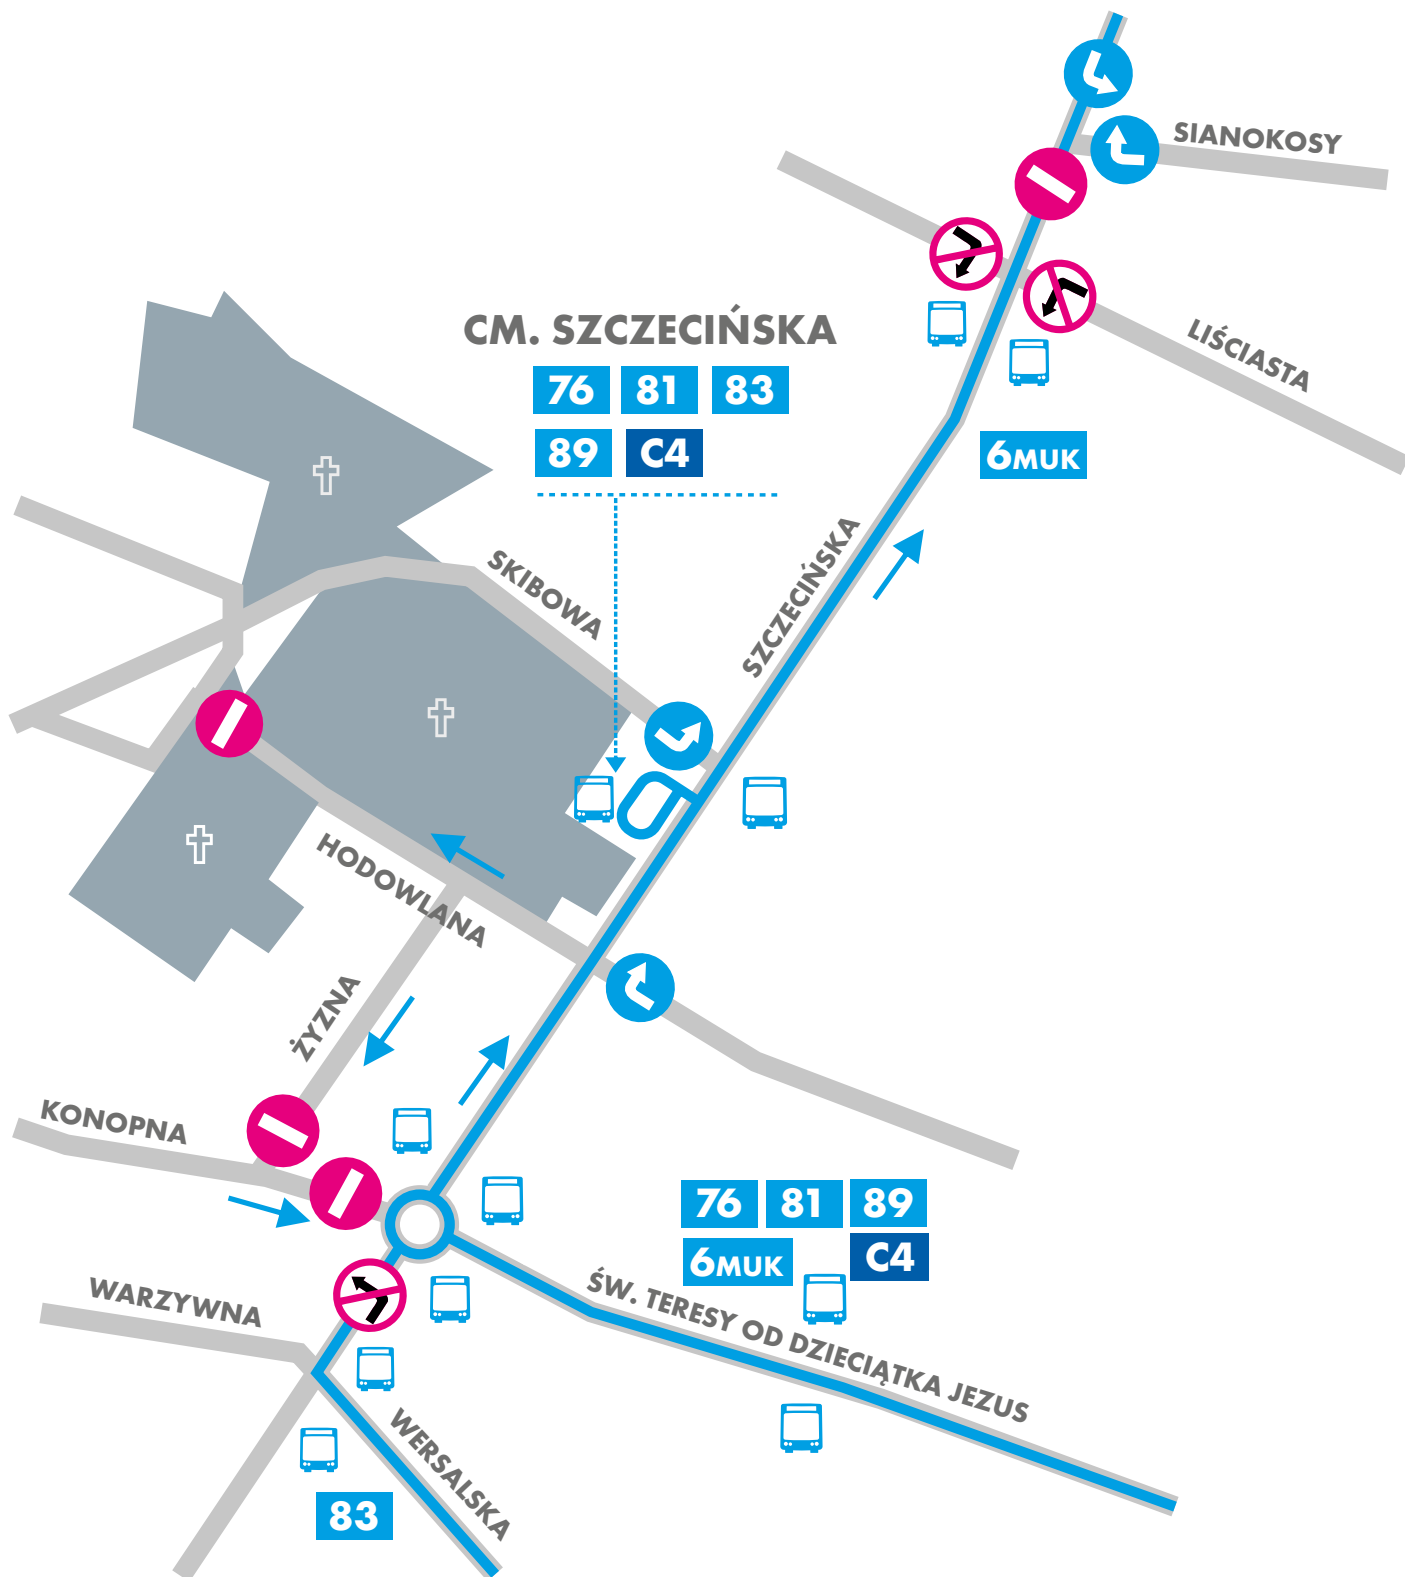 SIANOKOSY
LIŚCIASTA
CM. SZCZECIŃSKA
76 81 83
89 C4
6MUK
SKIBOWA
SZCZECIŃSKA
HODOWLANA
ŻYZNA
KONOPNA
76 81 89
6MUK C4
WARZYWNA
ŚW. TERESY OD DZIECIĄTKA JEZUS
WERSALSKA
83